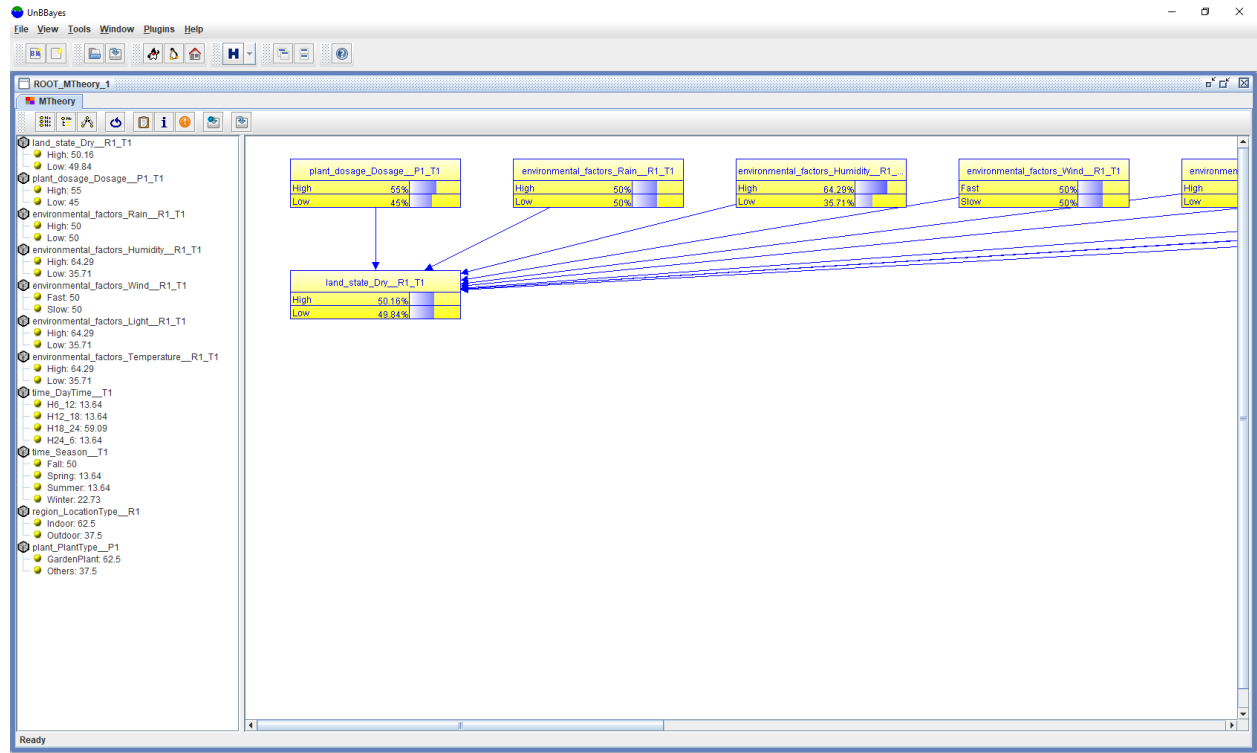 UnBBayes
File View Tools Window Plugins Help
ROOT_MTheory_1
MTheory
land_state_Dry__R1_T1
High: 50.16
Low: 49.84
plant_dosage_Dosage__P1_T1
High: 55
Low: 45
environmental_factors_Rain__R1_T1
High: 50
Low: 50
environmental_factors_Humidity__R1_T1
High: 64.29
Low: 35.71
environmental_factors_Wind__R1_T1
Fast: 50
Slow: 50
environmental_factors_Light__R1_T1
High: 64.29
Low: 35.71
environmental_factors_Temperature__R1_T1
High: 64.29
Low: 35.71
time_DayTime__T1
H6_12: 13.64
H12_18: 13.64
H18_24: 59.09
H24_6: 13.64
time_Season__T1
Fall: 50
Spring: 13.64
Summer: 13.64
Winter: 22.73
region_LocationType__R1
Indoor: 62.5
Outdoor: 37.5
plant_PlantType__P1
GardenPlant: 62.5
Others: 37.5
plant_dosage_Dosage__P1_T1
High 55%
Low 45%
environmental_factors_Rain__R1_T1
High 50%
Low 50%
environmental_factors_Humidity__R1_...
High 64.29%
Low 35.71%
environmental_factors_Wind__R1_T1
Fast 50%
Slow 50%
environmen
High
Low
land_state_Dry__R1_T1
High 50.16%
Low 49.84%
Ready